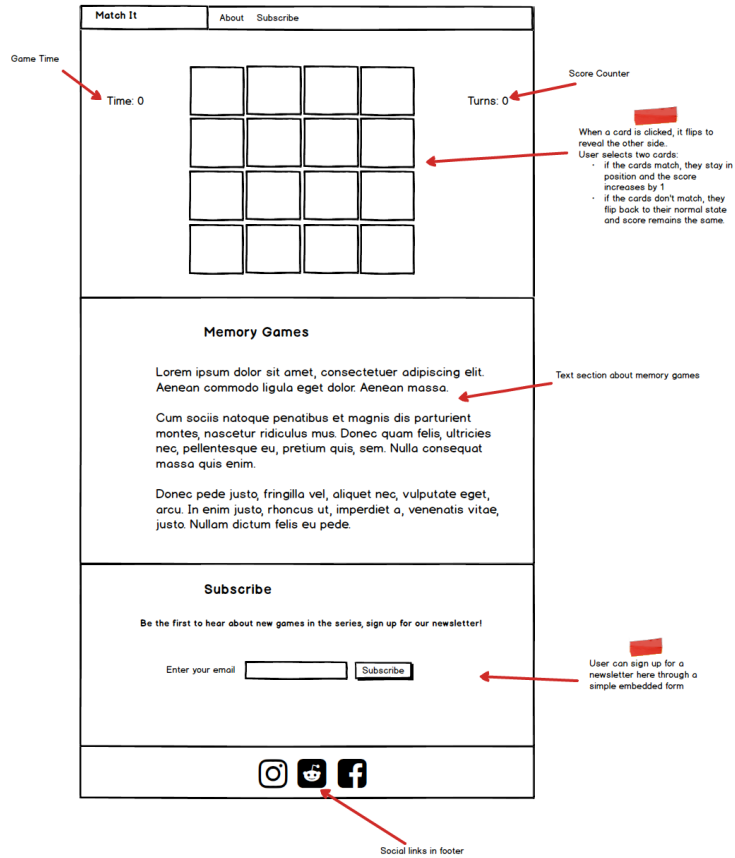 Match It
About Subscribe
Game Time
Score Counter
Time: 0
Turns: 0
When a card is clicked, it flips to
reveal the other side..
User selects two cards:
· if the cards match, they stay in
position and the score
increases by 1
· if the cards don't match, they
flip back to their normal state
and score remains the same.
Memory Games
Lorem ipsum dolor sit amet, consectetuer adipiscing elit.
Aenean commodo ligula eget dolor. Aenean massa.
Text section about memory games
Cum sociis natoque penatibus et magnis dis parturient
montes, nascetur ridiculus mus. Donec quam felis, ultricies
nec, pellentesque eu, pretium quis, sem. Nulla consequat
massa quis enim.
Donec pede justo, fringilla vel, aliquet nec, vulputate eget,
arcu. In enim justo, rhoncus ut, imperdiet a, venenatis vitae,
justo. Nullam dictum felis eu pede.
Subscribe
Be the first to hear about new games in the series, sign up for our newsletter!
Enter your email
Subscribe
User can sign up for a
newsletter here through a
simple embedded form
Social links in footer